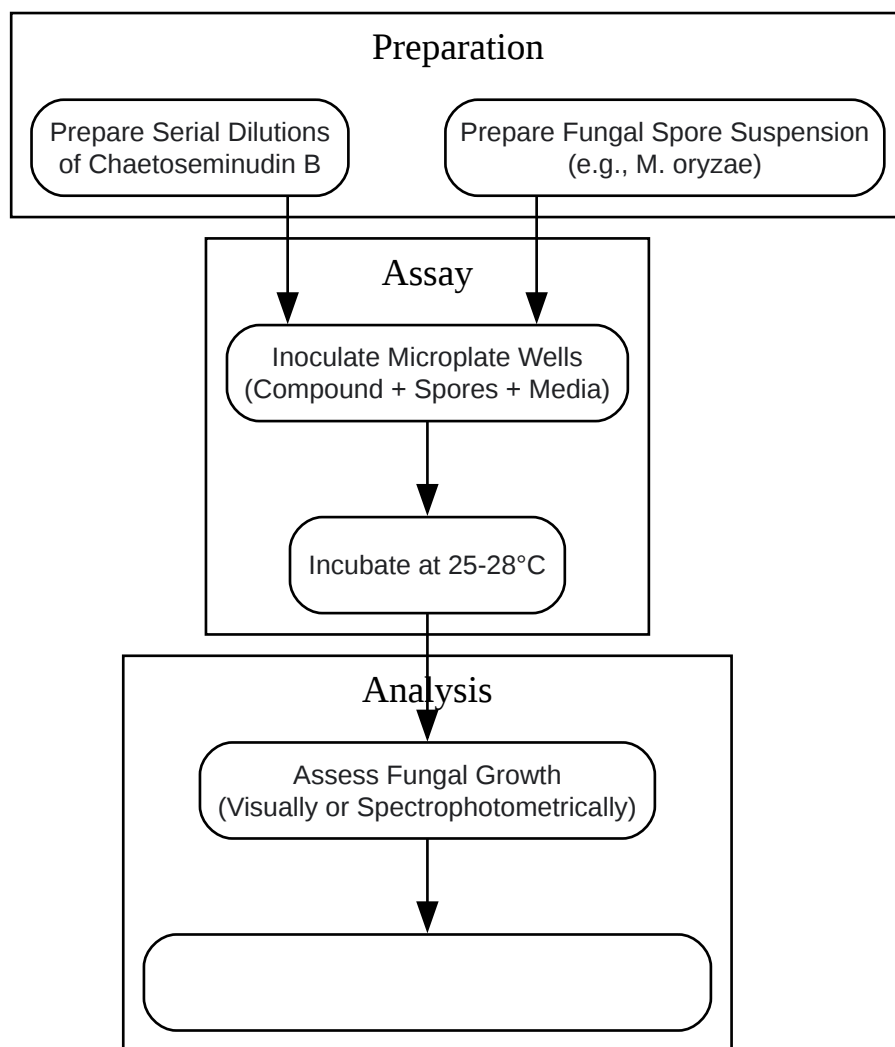 Preparation
Prepare Serial Dilutions
of Chaetoseminudin B
Prepare Fungal Spore Suspension
(e.g., M. oryzae)
Assay
Inoculate Microplate Wells
(Compound + Spores + Media)
Incubate at 25-28°C
Analysis
Assess Fungal Growth
(Visually or Spectrophotometrically)